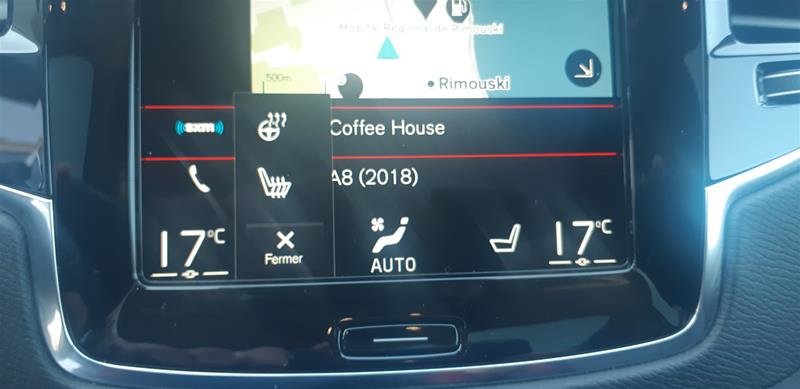 Hôpital Régional de Rimouski
500m
Rimouski
sxm
Coffee House
A8 (2018)
17°C
Fermer
AUTO
17°C